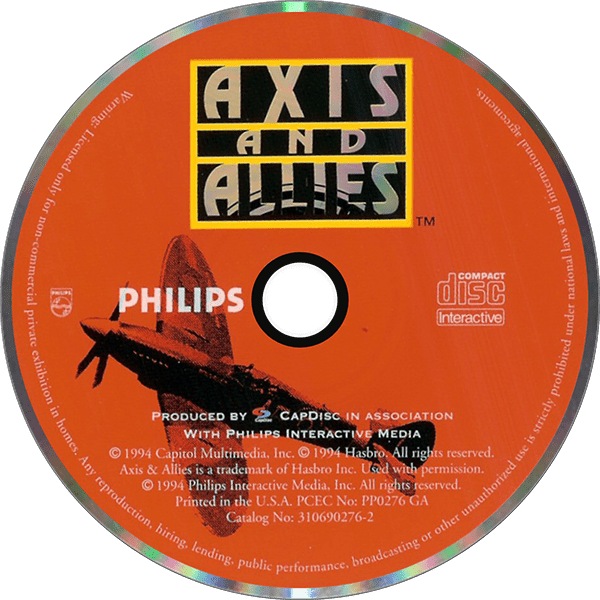 AXIS
AND
ALLIES
TM
PHILIPS
PHILIPS
COMPACT
disc
Interactive
PRODUCED BY CAPDISC IN ASSOCIATION
WITH PHILIPS INTERACTIVE MEDIA
© 1994 Capitol Multimedia, Inc. © 1994 Hasbro. All rights reserved.
Axis & Allies is a trademark of Hasbro Inc. Used with permission.
© 1994 Philips Interactive Media, Inc. All rights reserved.
Printed in the U.S.A. PCEC No: PP0276 GA
Catalog No: 310690276-2
Warning: Licensed only for non-commercial private exhibition in homes. Any reproduction, hiring, lending, public performance, broadcasting or other unauthorized use is strictly prohibited under national laws and international agreements.